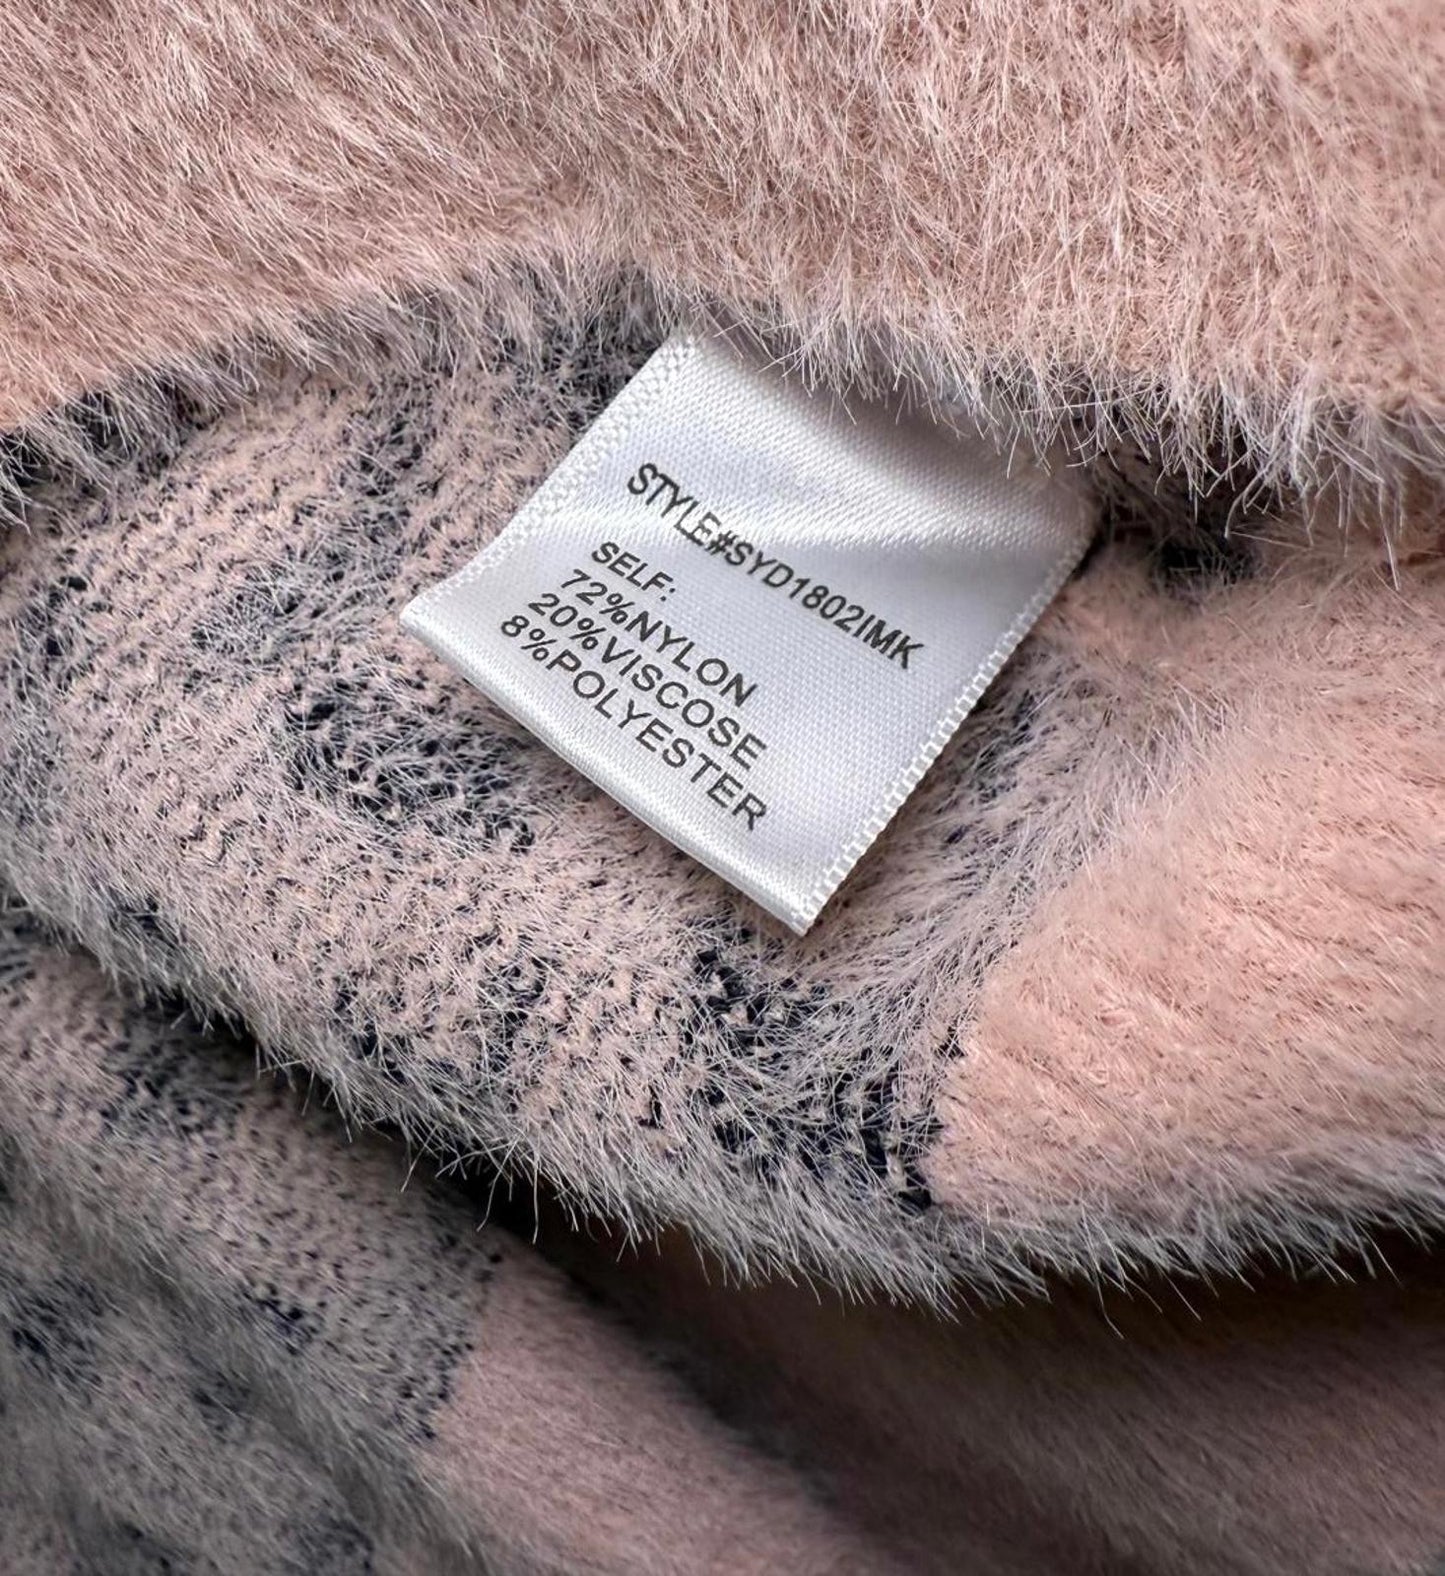 STYLE#SYD1802IMK
SELF:
72%NYLON
20%VISCOSE
8%POLYESTER